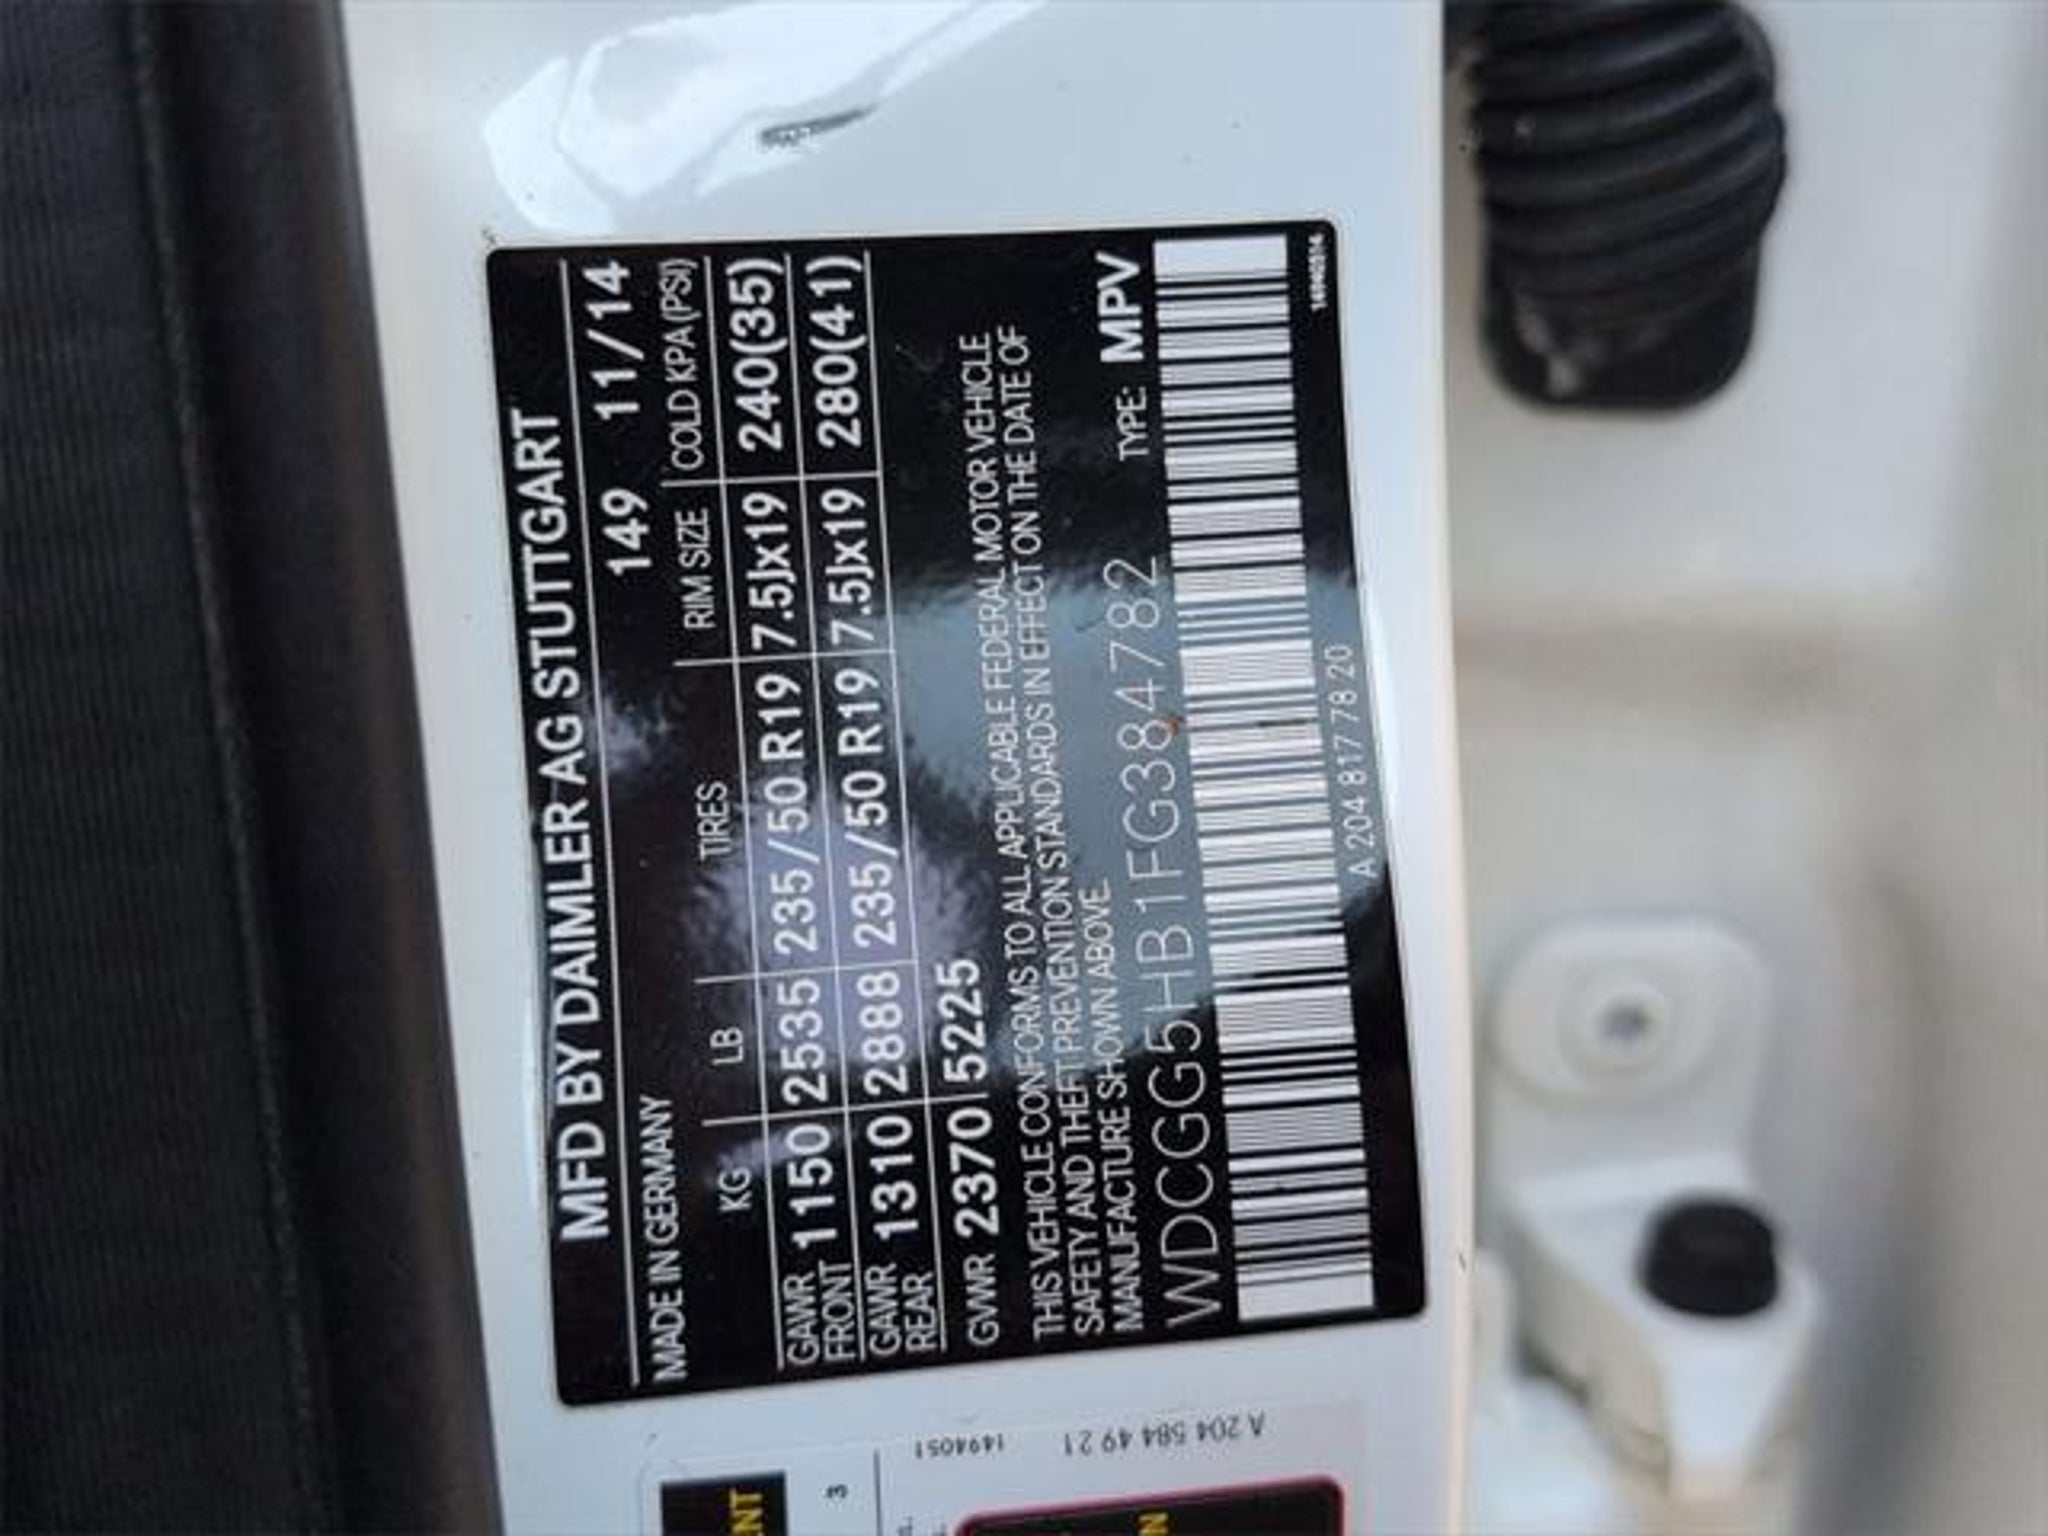 MFD BY DAIMLER AG STUTTGART
MADE IN GERMANY 149 11/14
KG LB TIRES RIM SIZE COLD KPA (PSI)
GAWR FRONT 1150 2535 235/50 R19 7.5Jx19 240(35)
GAWR REAR 1310 2888 235/50 R19 7.5Jx19 280(41)
GVWR 2370 5225
THIS VEHICLE CONFORMS TO ALL APPLICABLE FEDERAL MOTOR VEHICLE
SAFETY AND THEFT PREVENTION STANDARDS IN EFFECT ON THE DATE OF
MANUFACTURE SHOWN ABOVE.
WDCGG5HB1FG384782 TYPE: MPV
A 204 817 78 20
A 204 584 49 21
1494051
3